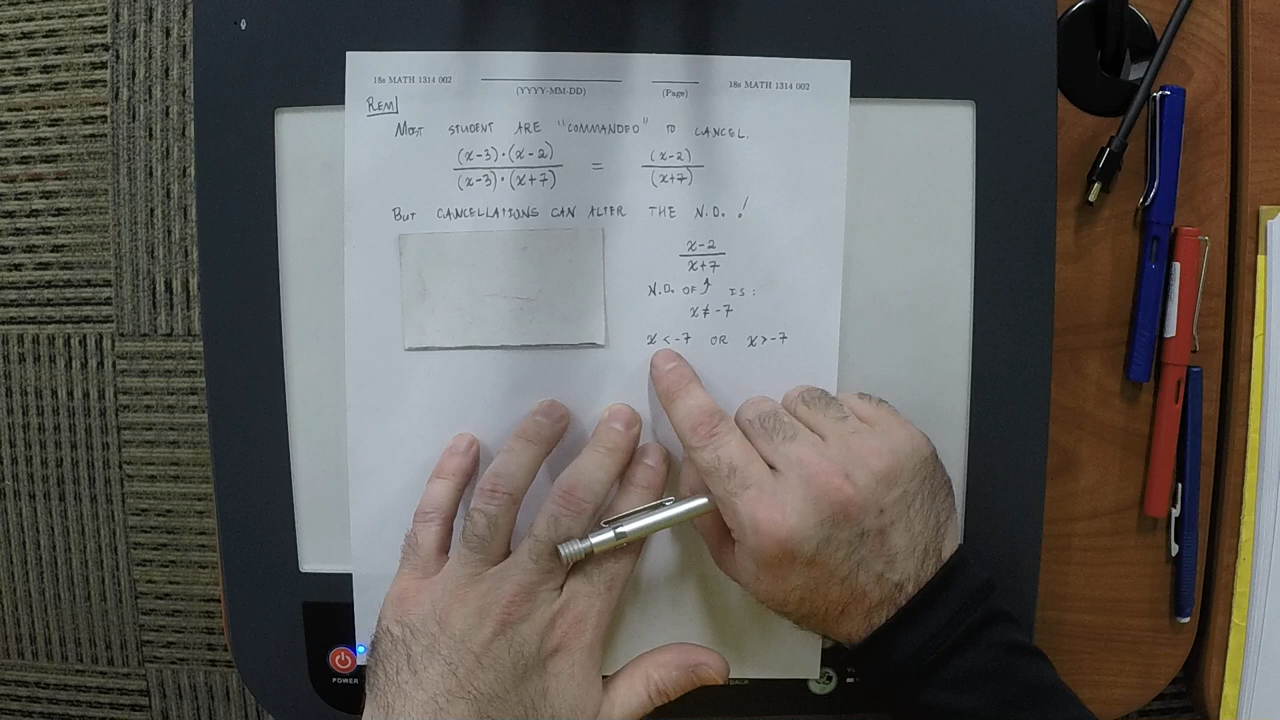 18s MATH 1314 002
(YYYY-MM-DD)
(Page)
18s MATH 1314 002
REM
MOST STUDENT ARE "COMMANDED" TO CANCEL.
(x-3)·(x-2) / (x-3)·(x+7) = (x-2) / (x+7)
BUT CANCELLATIONS CAN ALTER THE N.D.!
x-2 / x+7
N.D. OF ↑ IS:
x ≠ -7
x < -7 OR x > -7
POWER